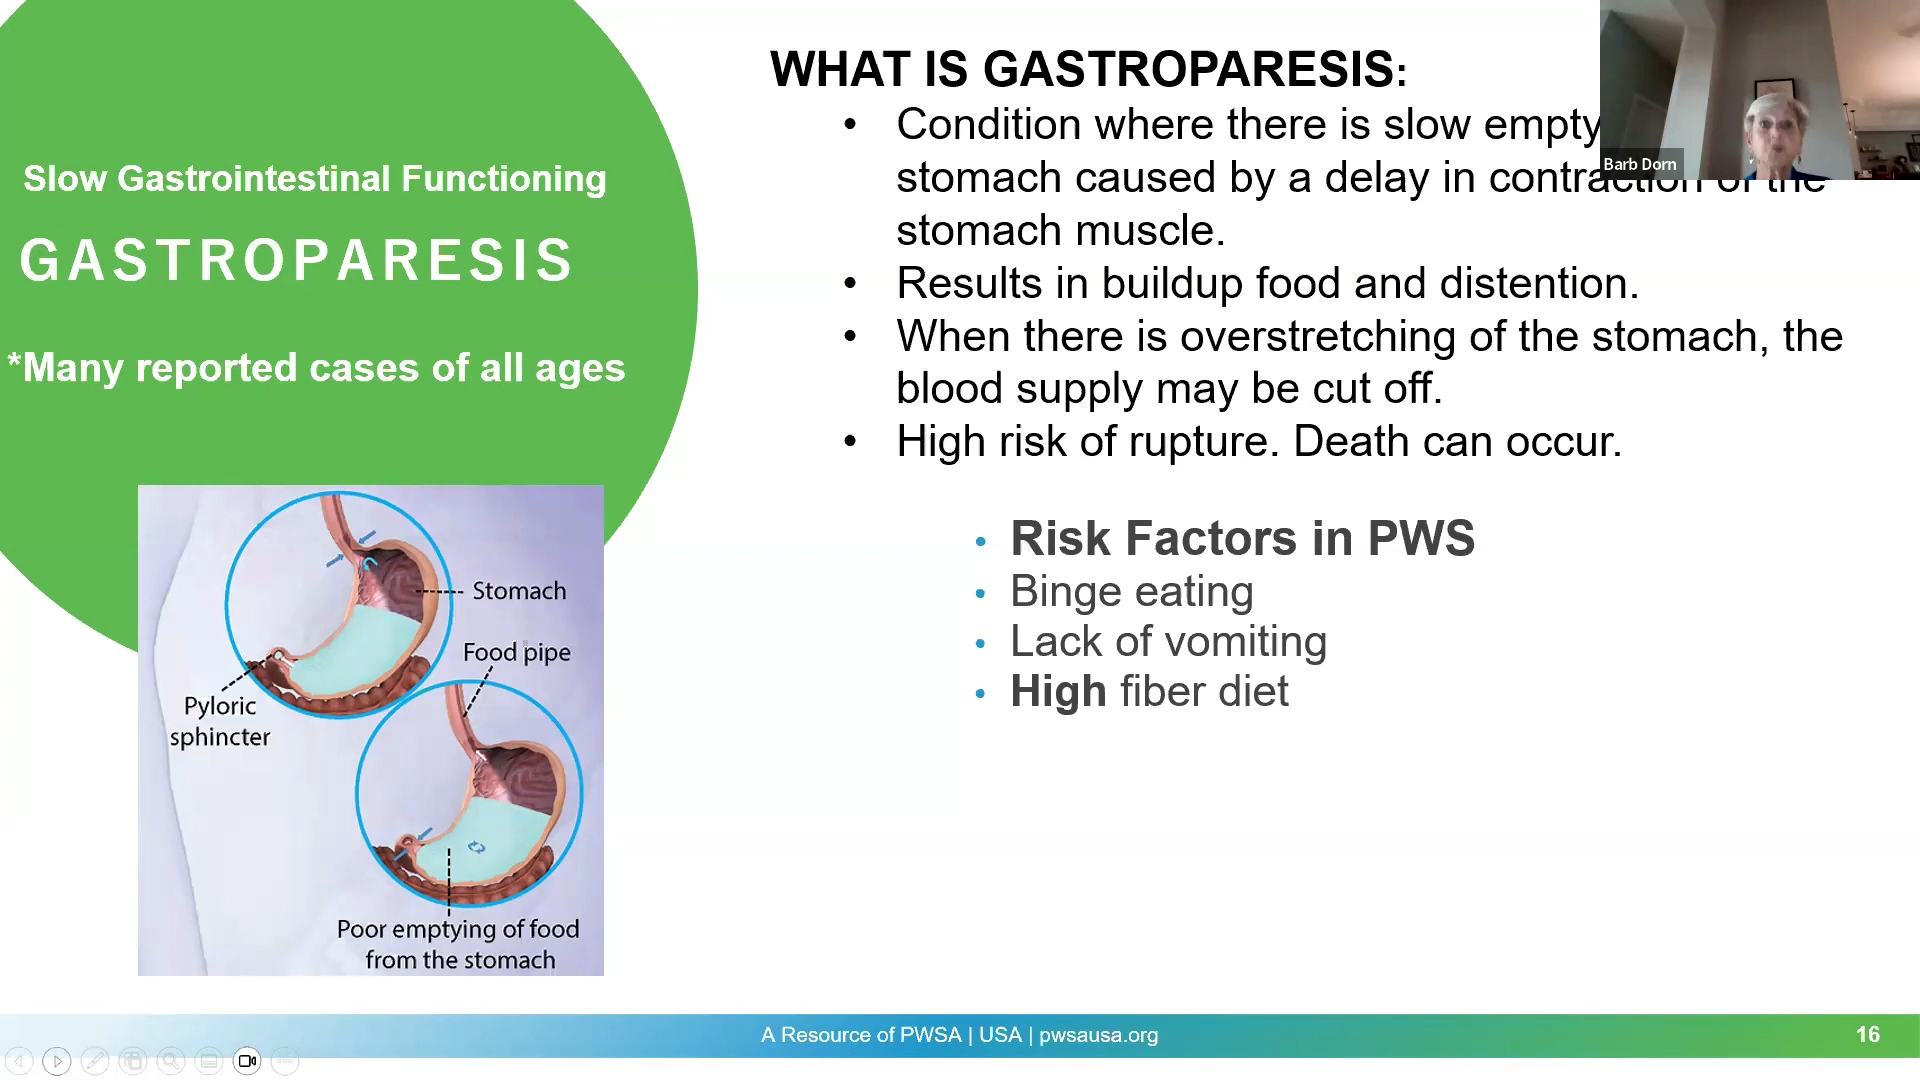 Slow Gastrointestinal Functioning
GASTROPARESIS
*Many reported cases of all ages
Stomach
Food pipe
Pyloric
sphincter
Poor emptying of food
from the stomach
WHAT IS GASTROPARESIS:
• Condition where there is slow empty
stomach caused by a delay in contraction of the
stomach muscle.
• Results in buildup food and distention.
• When there is overstretching of the stomach, the
blood supply may be cut off.
• High risk of rupture. Death can occur.
• Risk Factors in PWS
• Binge eating
• Lack of vomiting
• High fiber diet
Barb Dorn
A Resource of PWSA | USA | pwsausa.org
16